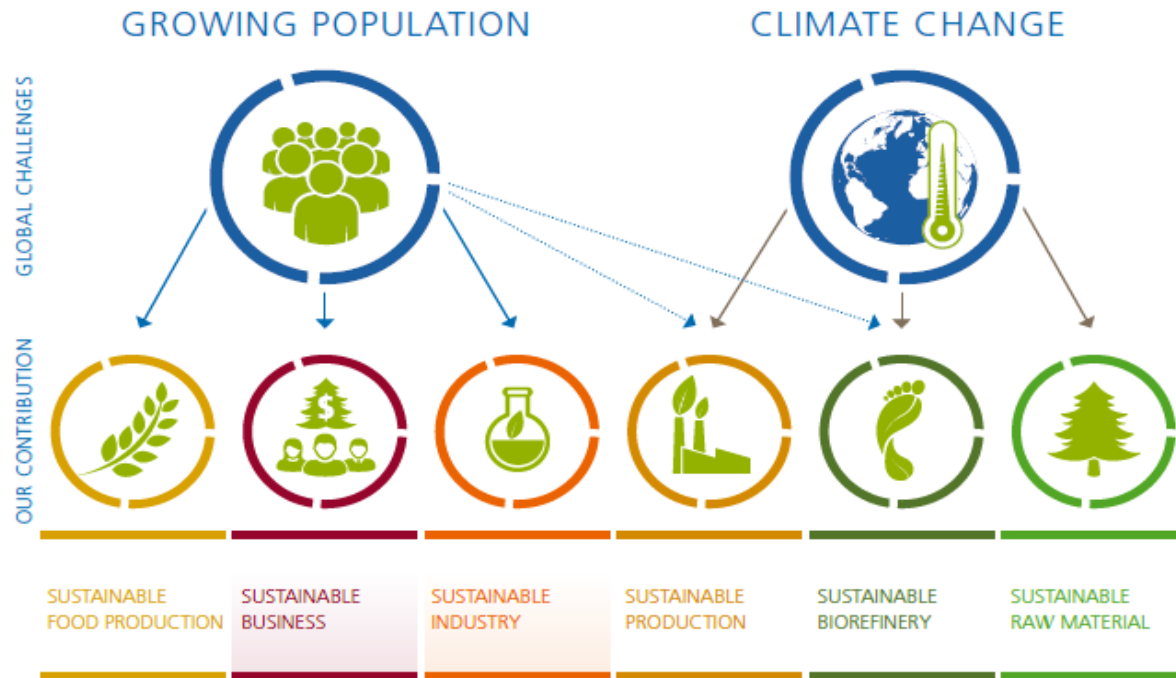 GROWING POPULATION
CLIMATE CHANGE
GLOBAL CHALLENGES
$
OUR CONTRIBUTION
SUSTAINABLE
FOOD PRODUCTION
SUSTAINABLE
BUSINESS
SUSTAINABLE
INDUSTRY
SUSTAINABLE
PRODUCTION
SUSTAINABLE
BIOREFINERY
SUSTAINABLE
RAW MATERIAL